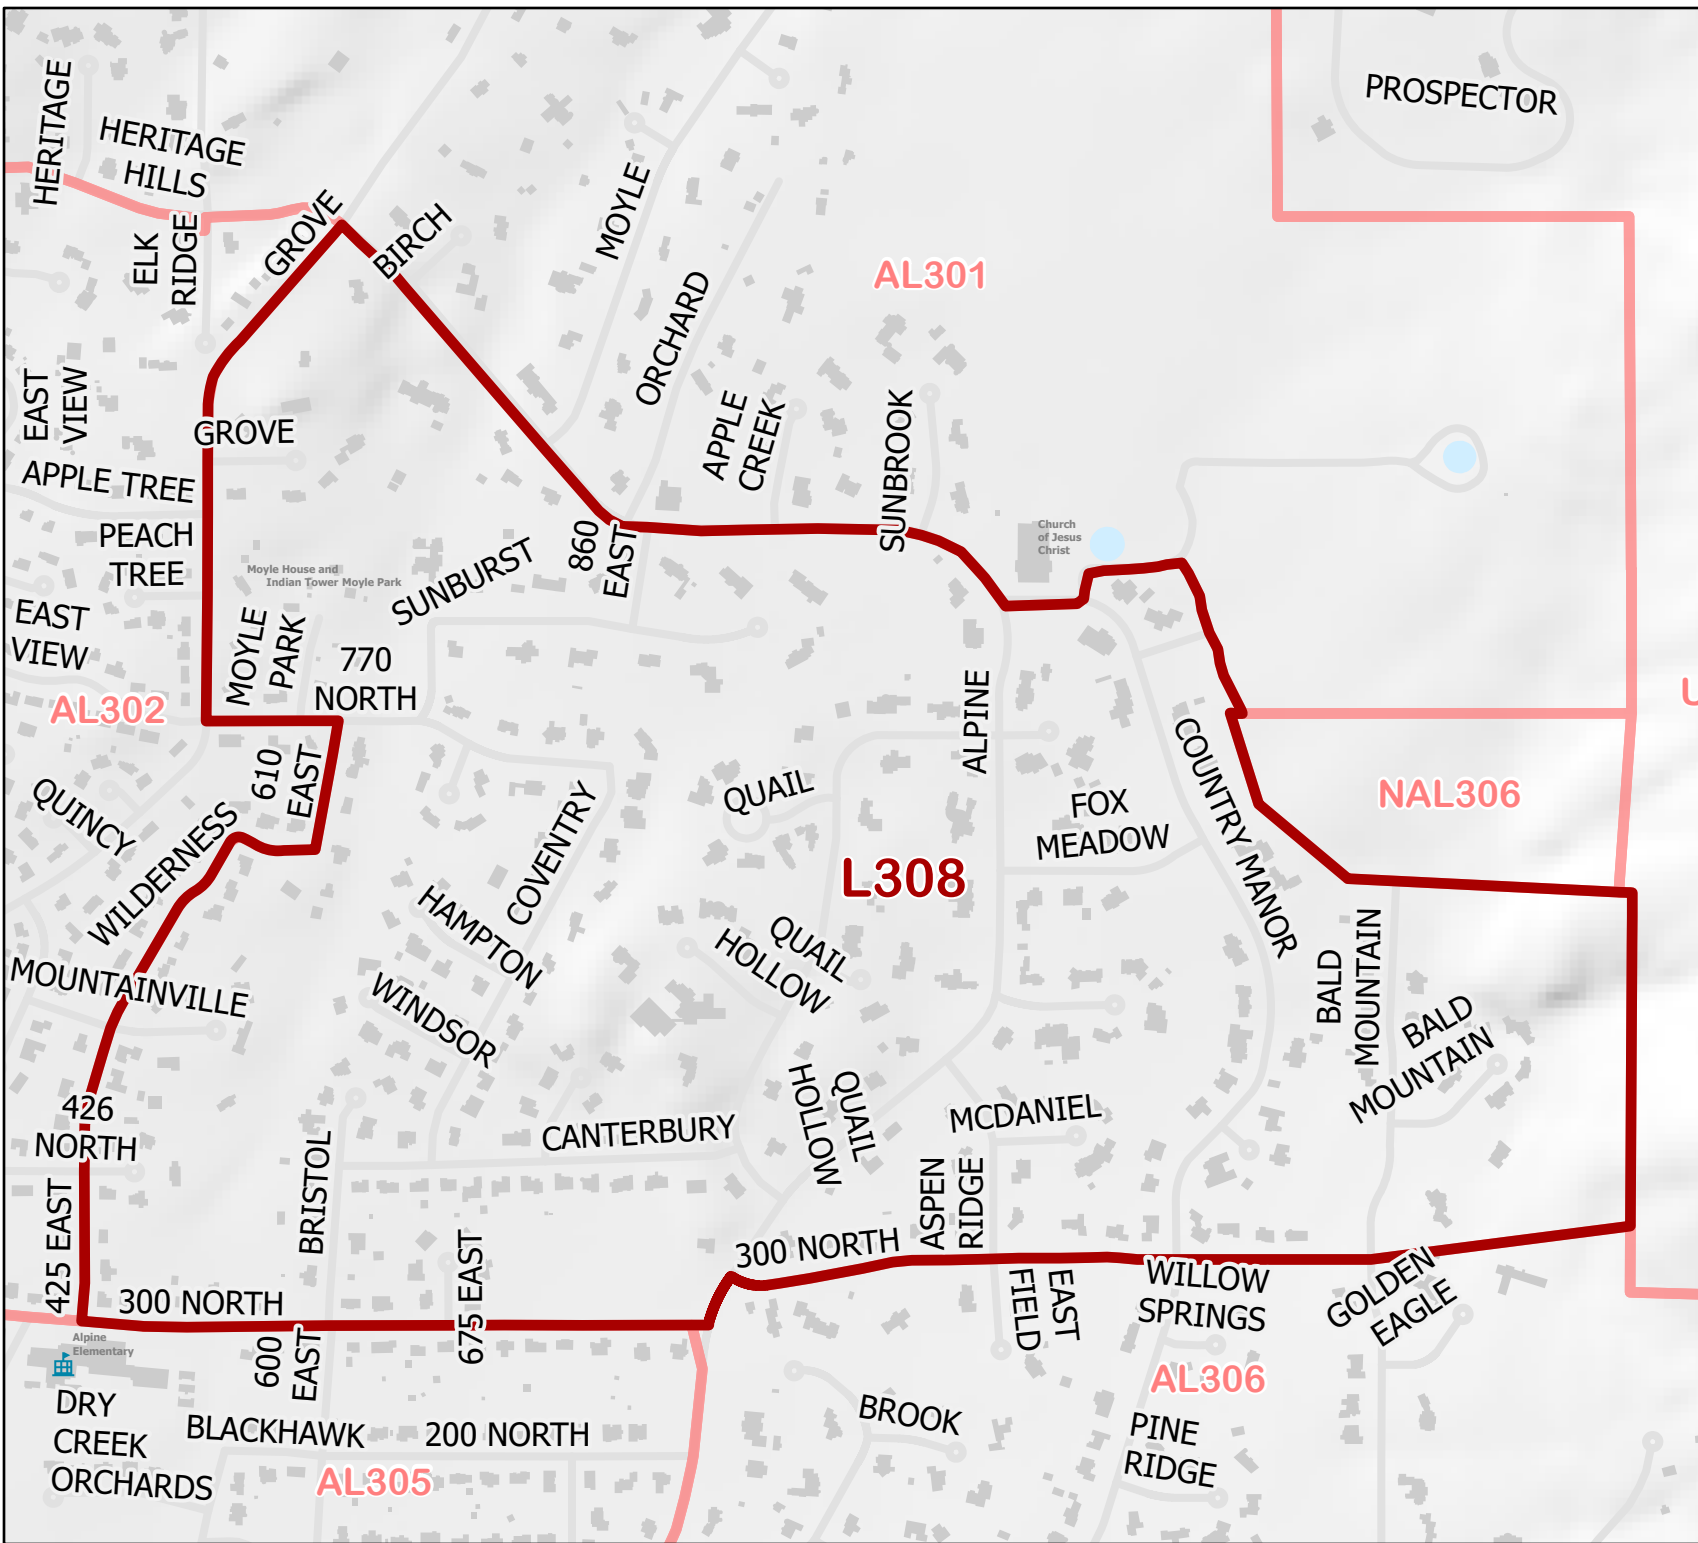 HERITAGE
HERITAGE
HILLS
PROSPECTOR
ELK
RIDGE
GROVE
BIRCH
MOYLE
AL301
ORCHARD
EAST
VIEW
APPLE
CREEK
SUNBROOK
GROVE
APPLE TREE
PEACH
TREE
860
EAST
Church
of Jesus
Christ
Moyle House and
Indian Tower Moyle Park
SUNBURST
EAST
VIEW
MOYLE
PARK
770
NORTH
AL302
U
ALPINE
COUNTRY MANOR
610
EAST
QUINCY
WILDERNESS
QUAIL
FOX
MEADOW
NAL306
COVENTRY
L308
HAMPTON
QUAIL
HOLLOW
BALD
MOUNTAIN
MOUNTAINVILLE
WINDSOR
BALD
MOUNTAIN
426
NORTH
QUAIL
HOLLOW
MCDANIEL
CANTERBURY
BRISTOL
425 EAST
ASPEN
RIDGE
300 NORTH
675 EAST
300 NORTH
EAST
FIELD
WILLOW
SPRINGS
GOLDEN
EAGLE
Alpine
Elementary
600
EAST
AL306
DRY
CREEK
ORCHARDS
BLACKHAWK
200 NORTH
BROOK
PINE
RIDGE
AL305